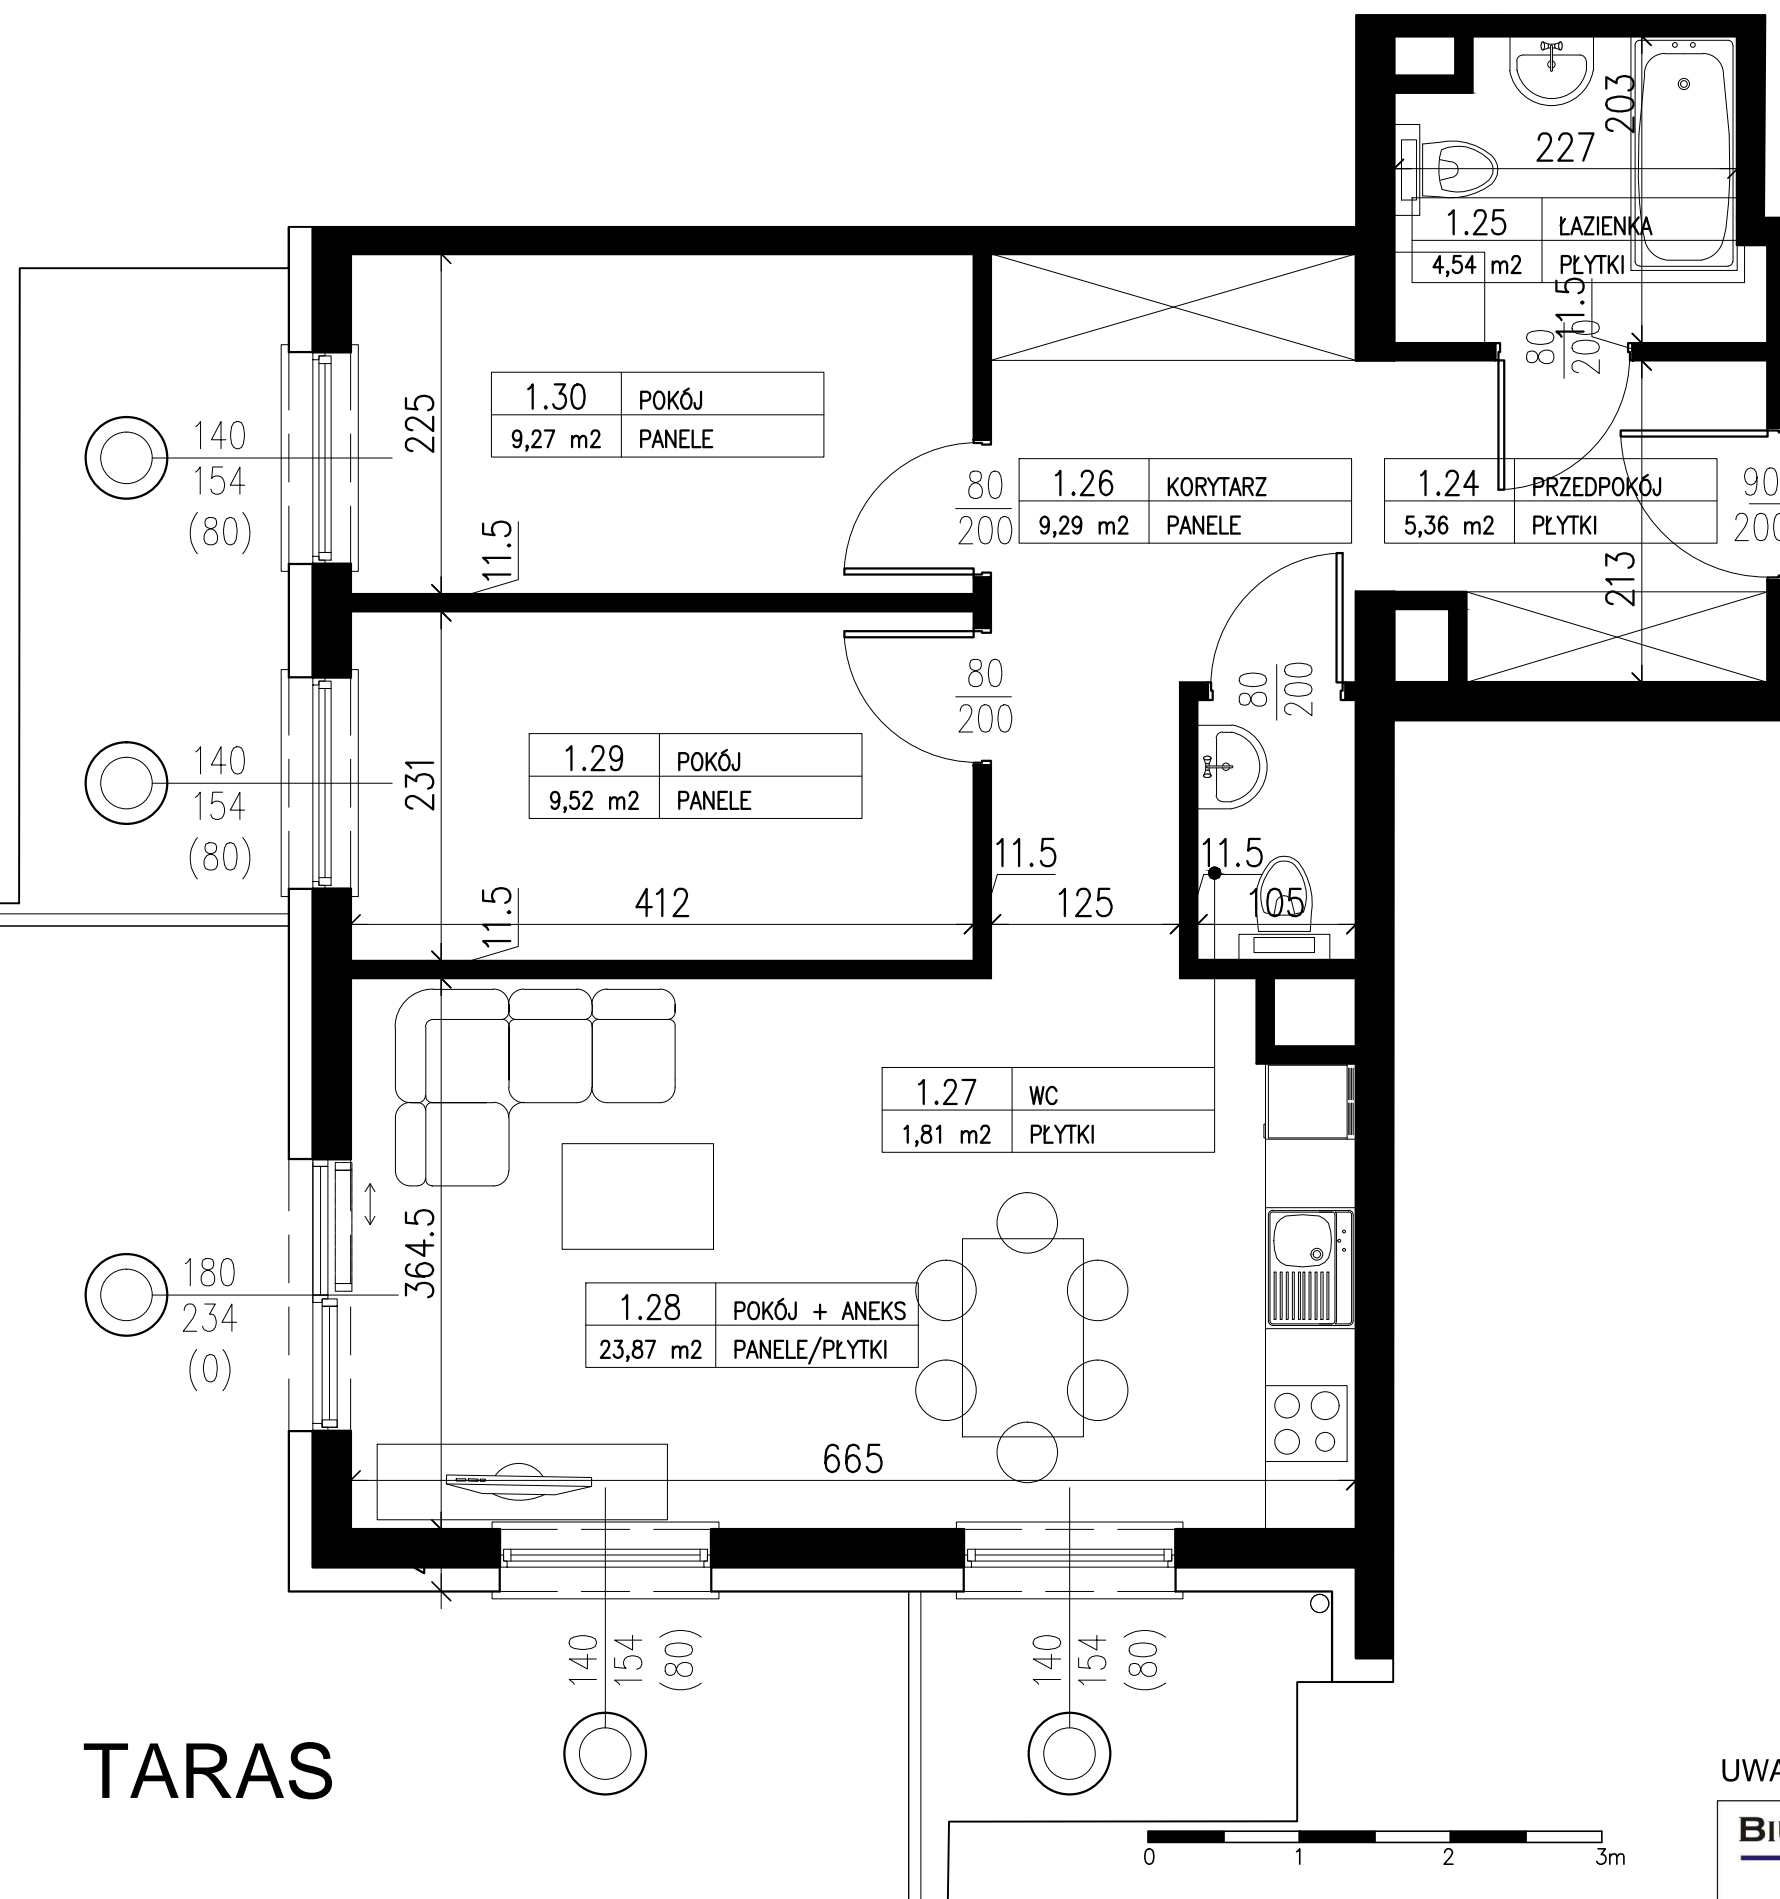 203
227
1.25 ŁAZIENKA
4,54 m2 PŁYTKI
11.5
80
200
225
1.30 POKÓJ
9,27 m2 PANELE
140
154
(80)
11.5
80
200
1.26 KORYTARZ
9,29 m2 PANELE
1.24 PRZEDPOKÓJ
5,36 m2 PŁYTKI
90
213
80
200
80
200
140
154
(80)
231
1.29 POKÓJ
9,52 m2 PANELE
11.5
11.5
11.5
412
125
105
1.27 WC
1,81 m2 PŁYTKI
364.5
180
234
(0)
1.28 POKÓJ + ANEKS
23,87 m2 PANELE/PŁYTKI
665
140
154
(80)
140
154
(80)
TARAS
0 1 2 3m